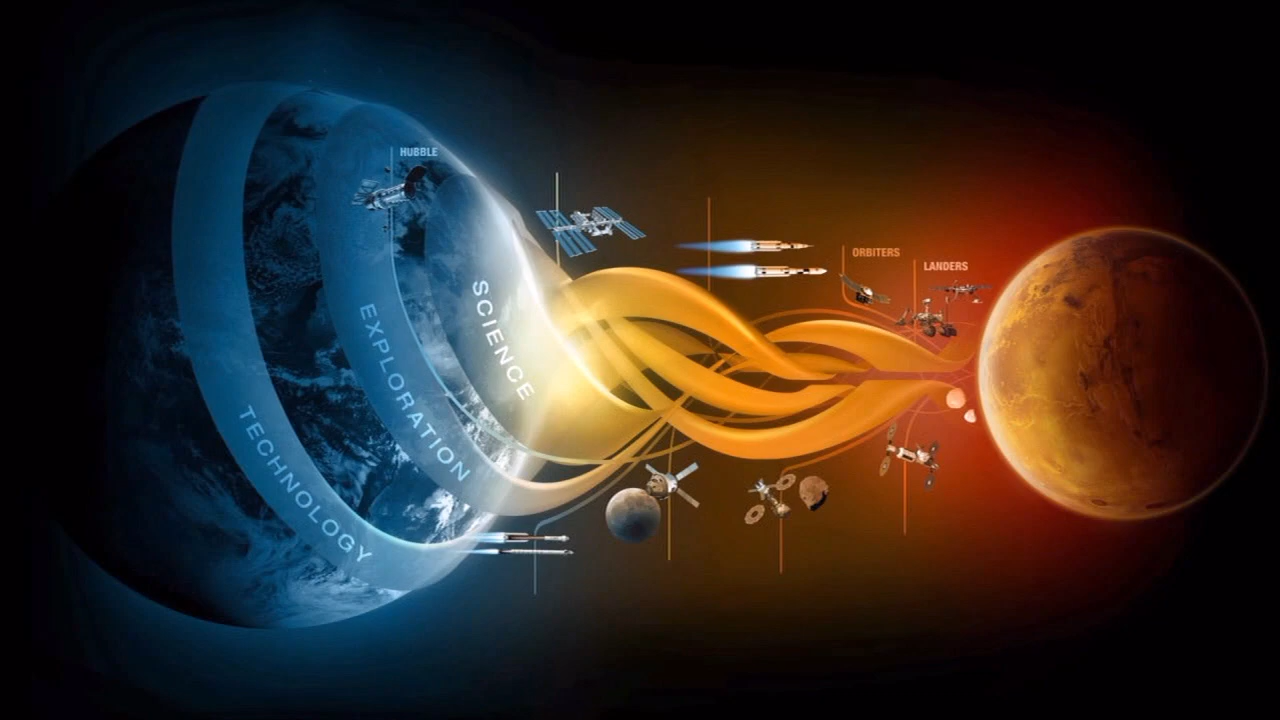 HUBBLE
ORBITERS
LANDERS
SCIENCE
EXPLORATION
TECHNOLOGY